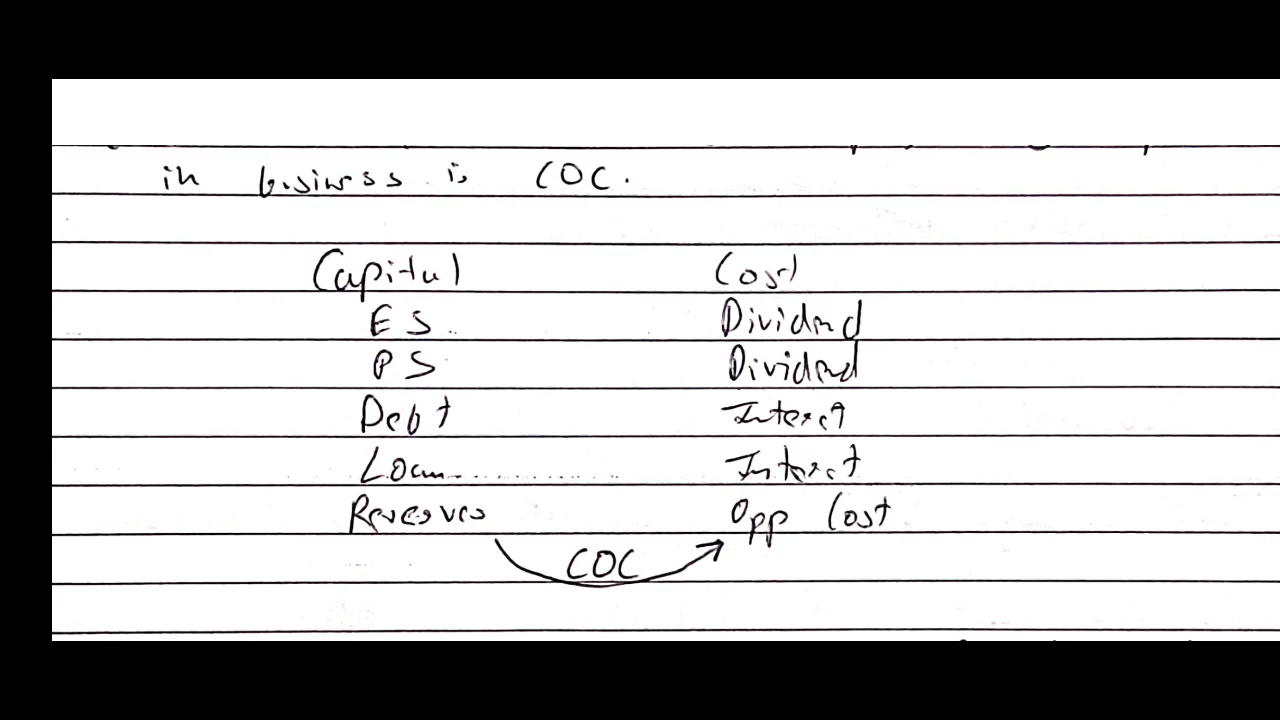 in business is COC.
Capital Cost
ES Dividend
PS Dividend
Debt Interest
Loan Interest
Reserves Opp Cost
COC